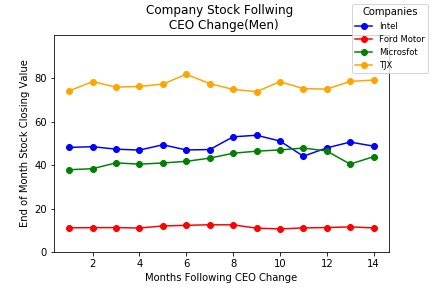 Company Stock Follwing
CEO Change(Men)
Companies
Intel
Ford Motor
Microsfot
TJX
End of Month Stock Closing Value
80
60
40
20
0
2 4 6 8 10 12 14
Months Following CEO Change